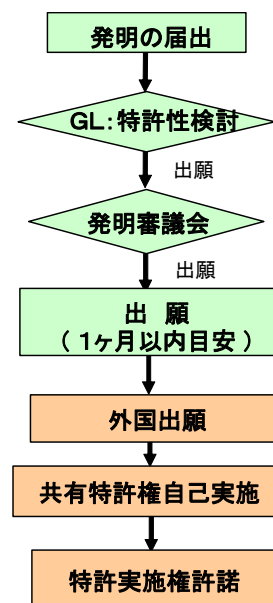 発明の届出
GL:特許性検討
出願
発明審議会
出願
出 願
( 1ヶ月以内目安 )
外国出願
共有特許権自己実施
特許実施権許諾